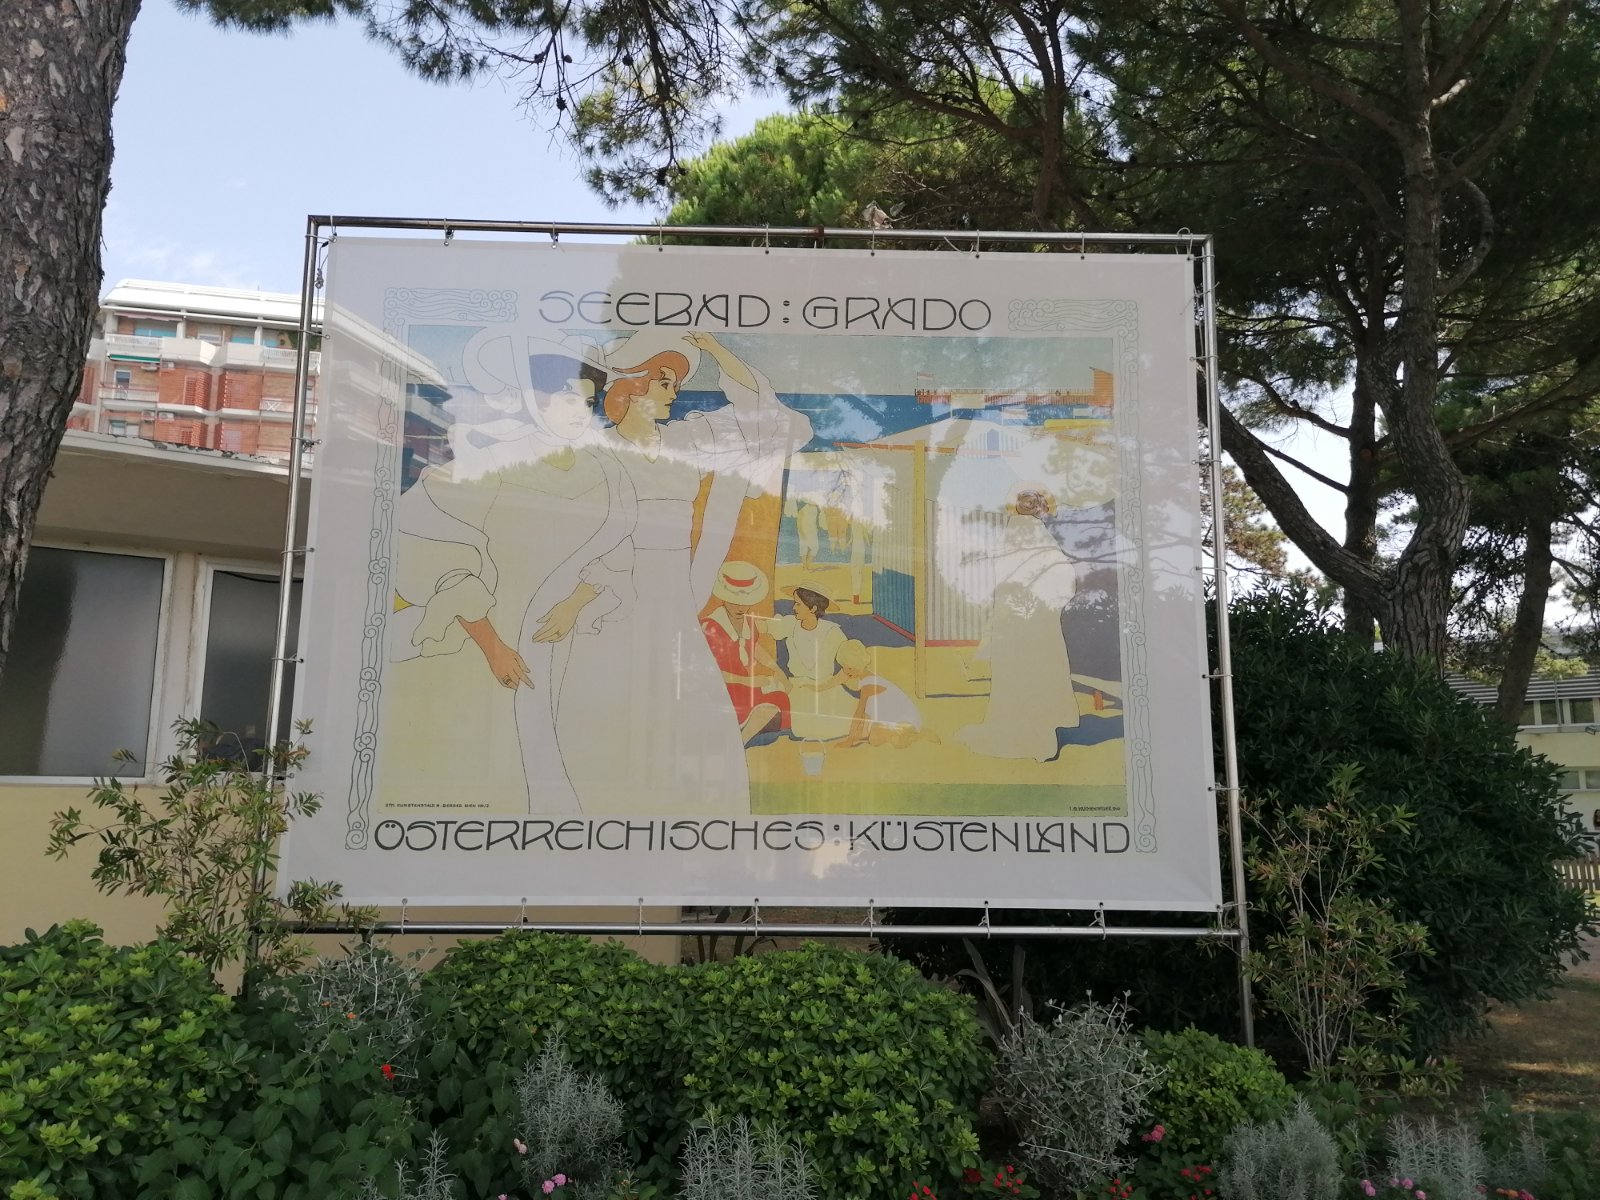 SEEBAD : GRADO
ÖSTERREICHISCHES : KÜSTENLAND